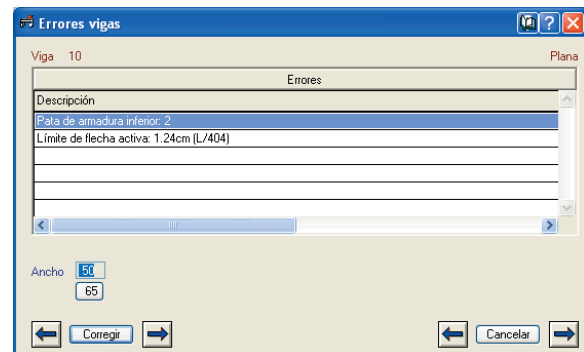 Errores vigas
Viga 10 Plana
Errores
Descripción
Pata de armadura inferior: 2
Límite de flecha activa: 1.24cm (L/404)
Ancho 50
65
Corregir Cancelar